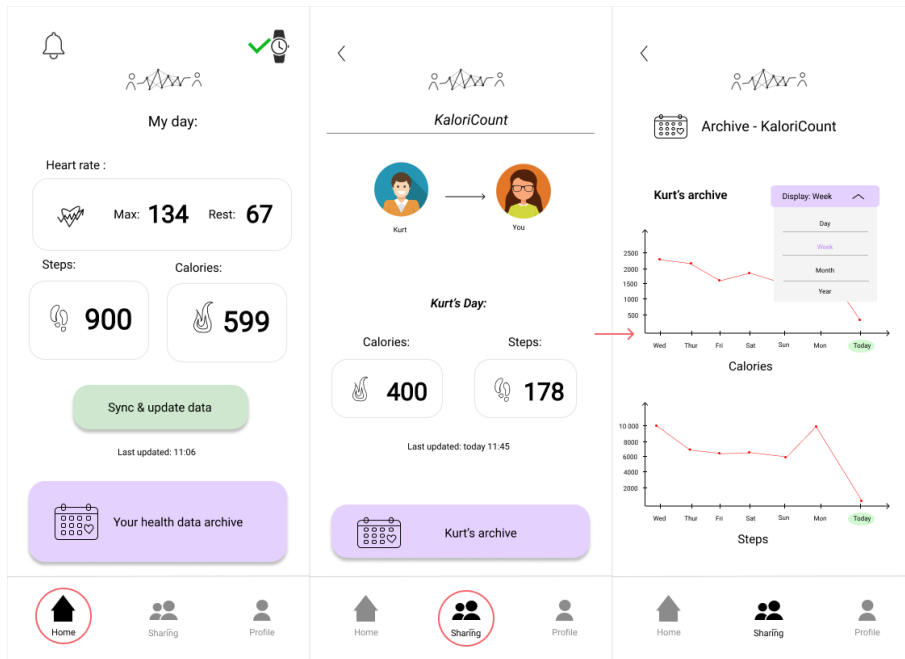 My day:
Heart rate :
Max: 134 Rest: 67
Steps:
Calories:
900
599
Sync & update data
Last updated: 11:06
Your health data archive
Home
Sharing
Profile
KaloriCount
Kurt
You
Kurt's Day:
Calories:
Steps:
400
178
Last updated: today 11:45
Kurt's archive
Home
Sharing
Profile
Archive - KaloriCount
Kurt's archive
Display: Week
Day
Week
Month
Year
2500
2000
1500
1000
500
Wed Thur Fri Sat Sun Mon Today
Calories
10 000
8000
6000
4000
2000
Wed Thur Fri Sat Sun Mon Today
Steps
Home
Sharing
Profile